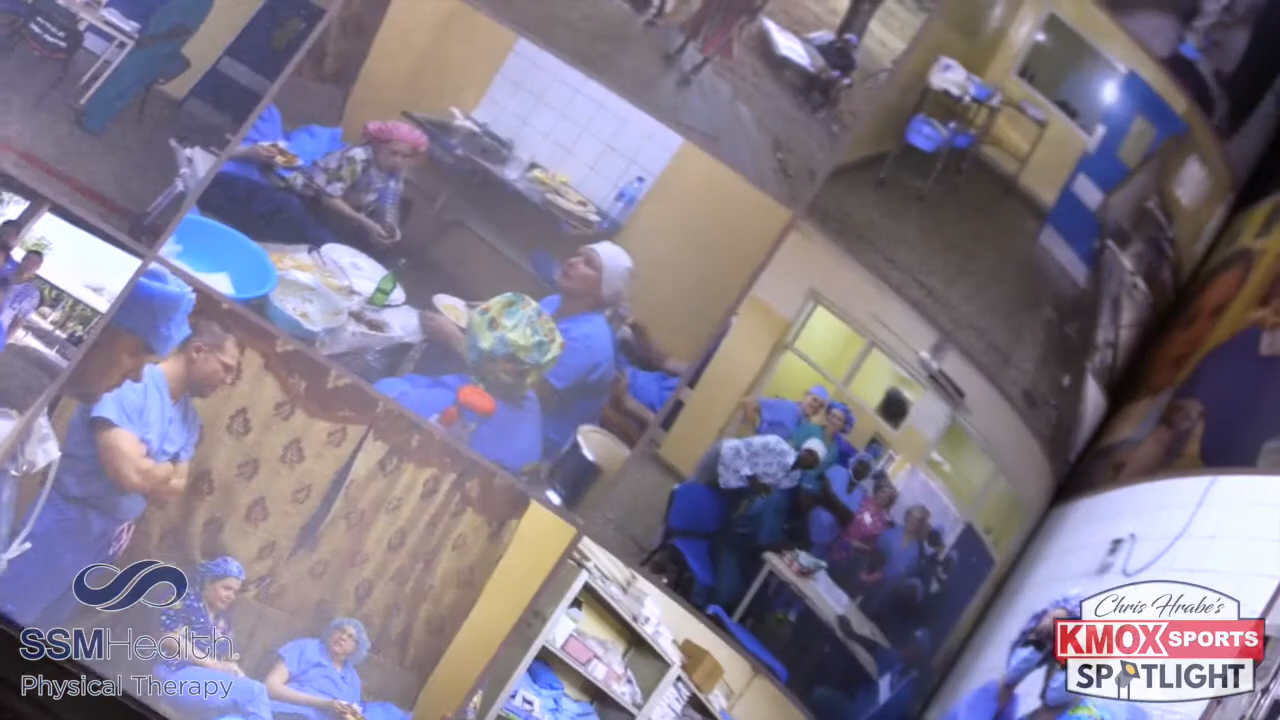 SSMHealth
Physical Therapy
Chris Hrabe's
KMOX SPORTS
SPOTLIGHT